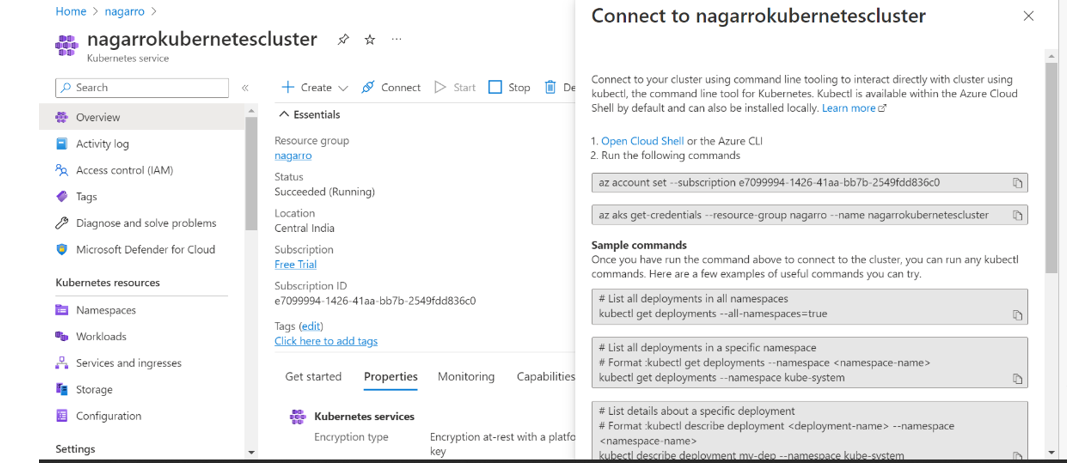 Home > nagarro >
nagarrokubernetescluster
Kubernetes service
Search
Overview
Activity log
Access control (IAM)
Tags
Diagnose and solve problems
Microsoft Defender for Cloud
Kubernetes resources
Namespaces
Workloads
Services and ingresses
Storage
Configuration
Settings
Create
Connect
Start
Stop
De
Essentials
Resource group
nagarro
Status
Succeeded (Running)
Location
Central India
Subscription
Free Trial
Subscription ID
e7099994-1426-41aa-bb7b-2549fdd836c0
Tags (edit)
Click here to add tags
Get started Properties Monitoring Capabilities
Kubernetes services
Encryption type
Encryption at-rest with a platfo
key
Connect to nagarrokubernetescluster
Connect to your cluster using command line tooling to interact directly with cluster using
kubectl, the command line tool for Kubernetes. Kubectl is available within the Azure Cloud
Shell by default and can also be installed locally. Learn more
1. Open Cloud Shell or the Azure CLI
2. Run the following commands
az account set --subscription e7099994-1426-41aa-bb7b-2549fdd836c0
az aks get-credentials --resource-group nagarro --name nagarrokubernetescluster
Sample commands
Once you have run the command above to connect to the cluster, you can run any kubectl
commands. Here are a few examples of useful commands you can try.
# List all deployments in all namespaces
kubectl get deployments --all-namespaces=true
# List all deployments in a specific namespace
# Format :kubectl get deployments --namespace <namespace-name>
kubectl get deployments --namespace kube-system
# List details about a specific deployment
# Format :kubectl describe deployment <deployment-name> --namespace
<namespace-name>
kubectl describe deployment my-dep --namespace kube-system